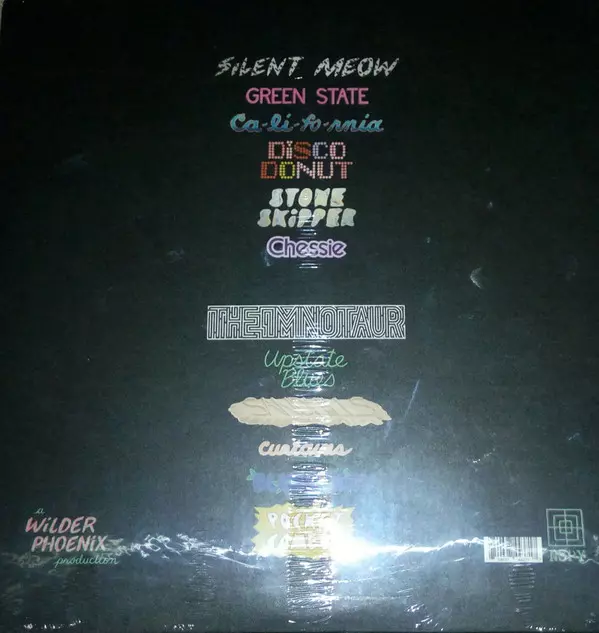 SILENT MEOW
GREEN STATE
Ca-li-fo-rnia
DISCO
DONUT
STONE
SKIPPER
Chessie
THE MINOTAUR
Upstate
Blues
Curtains
POCKET
a
WILDER
PHOENIX
production